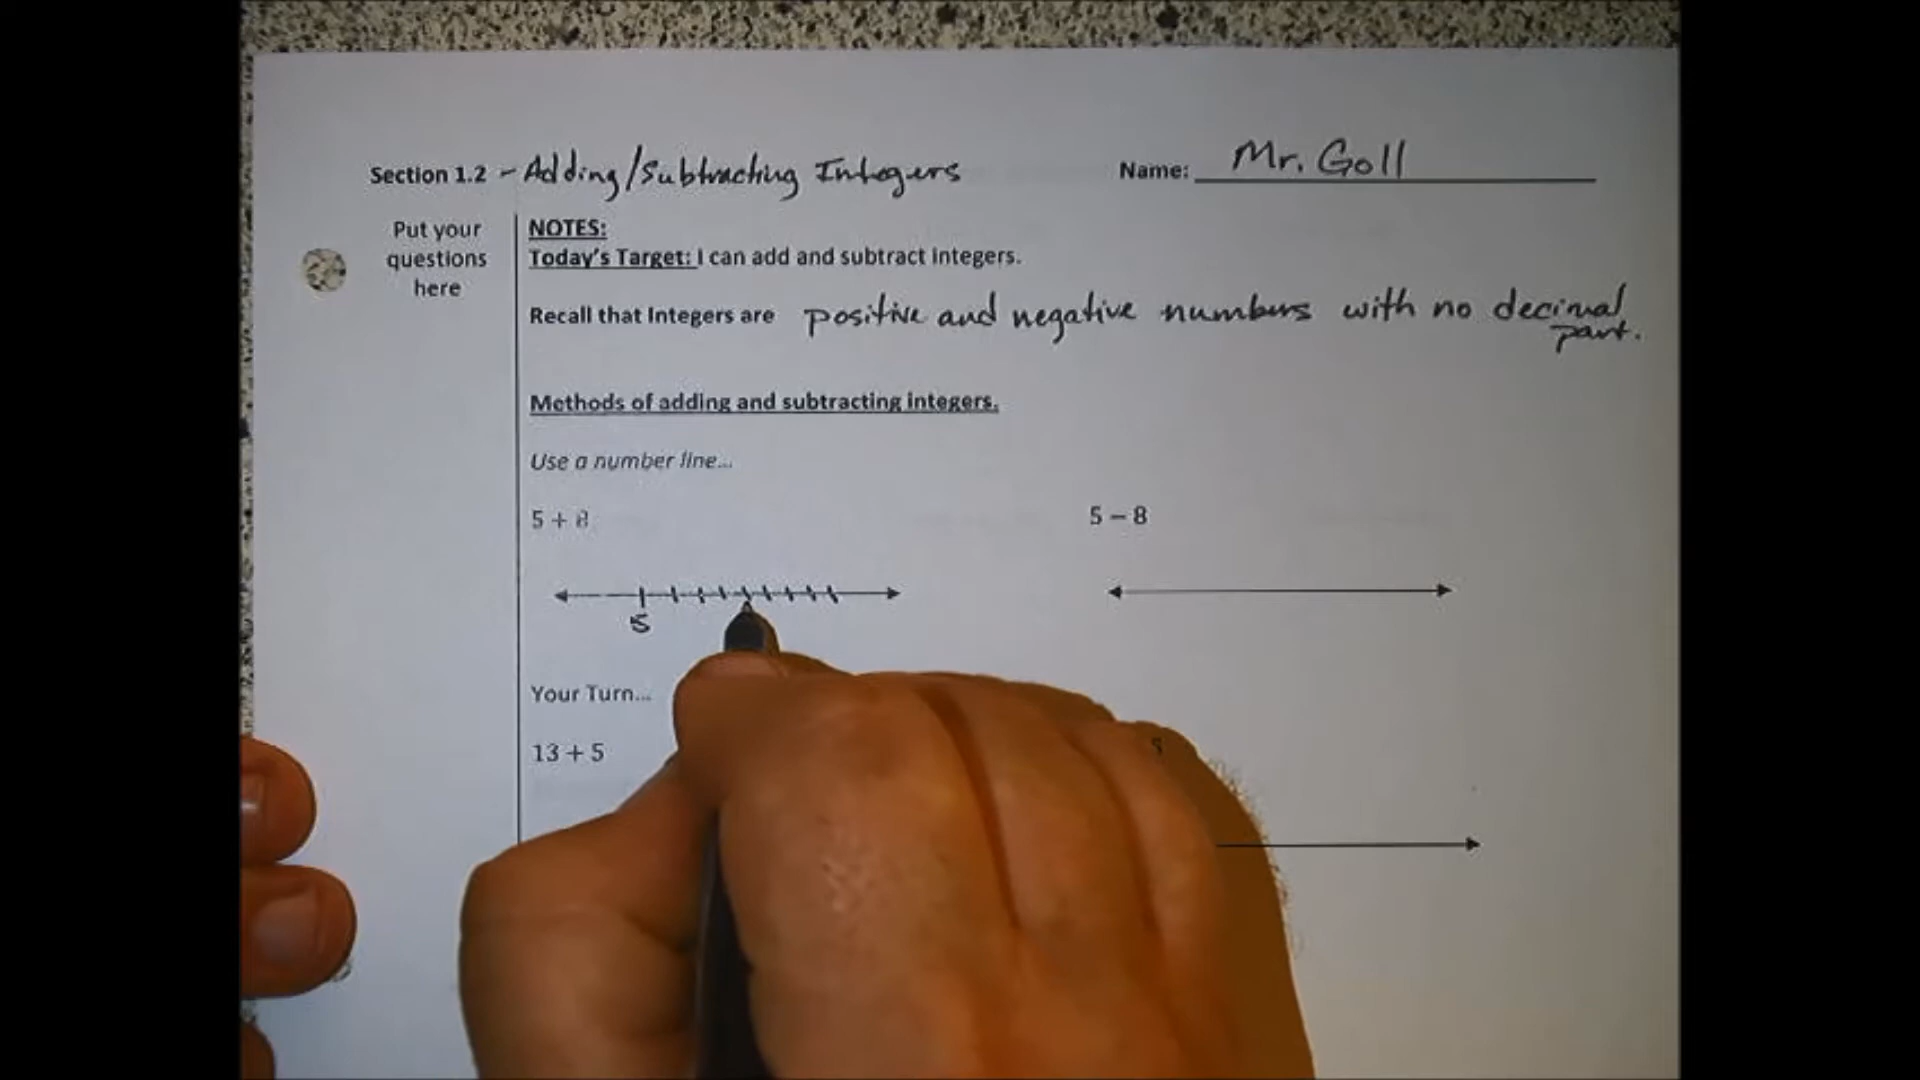 Section 1.2 - Adding/Subtracting Integers Name: Mr. Goll
Put your questions here
NOTES:
Today's Target: I can add and subtract integers.
Recall that Integers are positive and negative numbers with no decimal
part.
Methods of adding and subtracting integers.
Use a number line...
5 + 8 5 – 8
5
Your Turn...
13 + 5